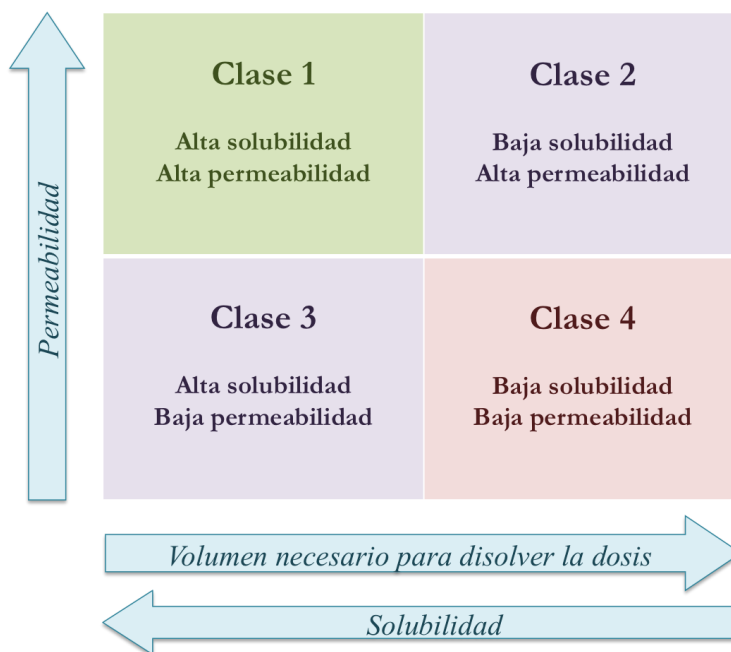 Clase 1
Alta solubilidad
Alta permeabilidad
Clase 2
Baja solubilidad
Alta permeabilidad
Permeabilidad
Clase 3
Alta solubilidad
Baja permeabilidad
Clase 4
Baja solubilidad
Baja permeabilidad
Volumen necesario para disolver la dosis
Solubilidad